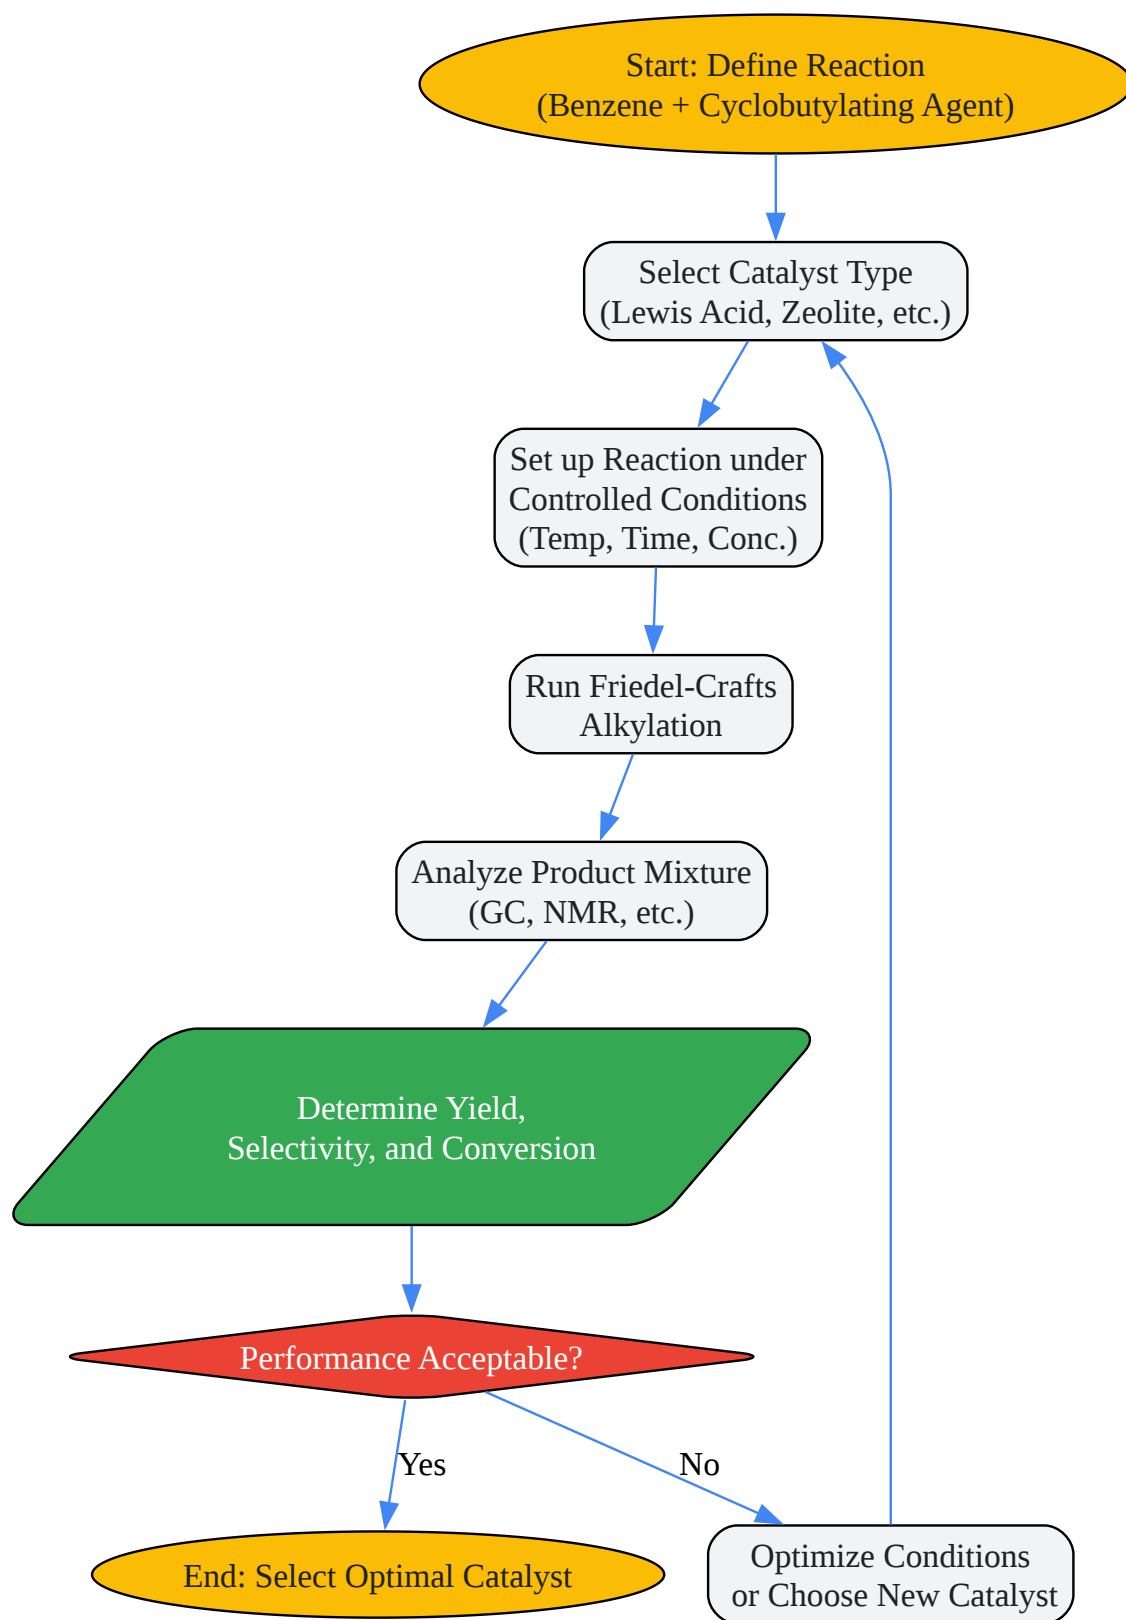 Start: Define Reaction
(Benzene + Cyclobutylating Agent)
Select Catalyst Type
(Lewis Acid, Zeolite, etc.)
Set up Reaction under
Controlled Conditions
(Temp, Time, Conc.)
Run Friedel-Crafts
Alkylation
Analyze Product Mixture
(GC, NMR, etc.)
Determine Yield,
Selectivity, and Conversion
Performance Acceptable?
Yes
No
End: Select Optimal Catalyst
Optimize Conditions
or Choose New Catalyst